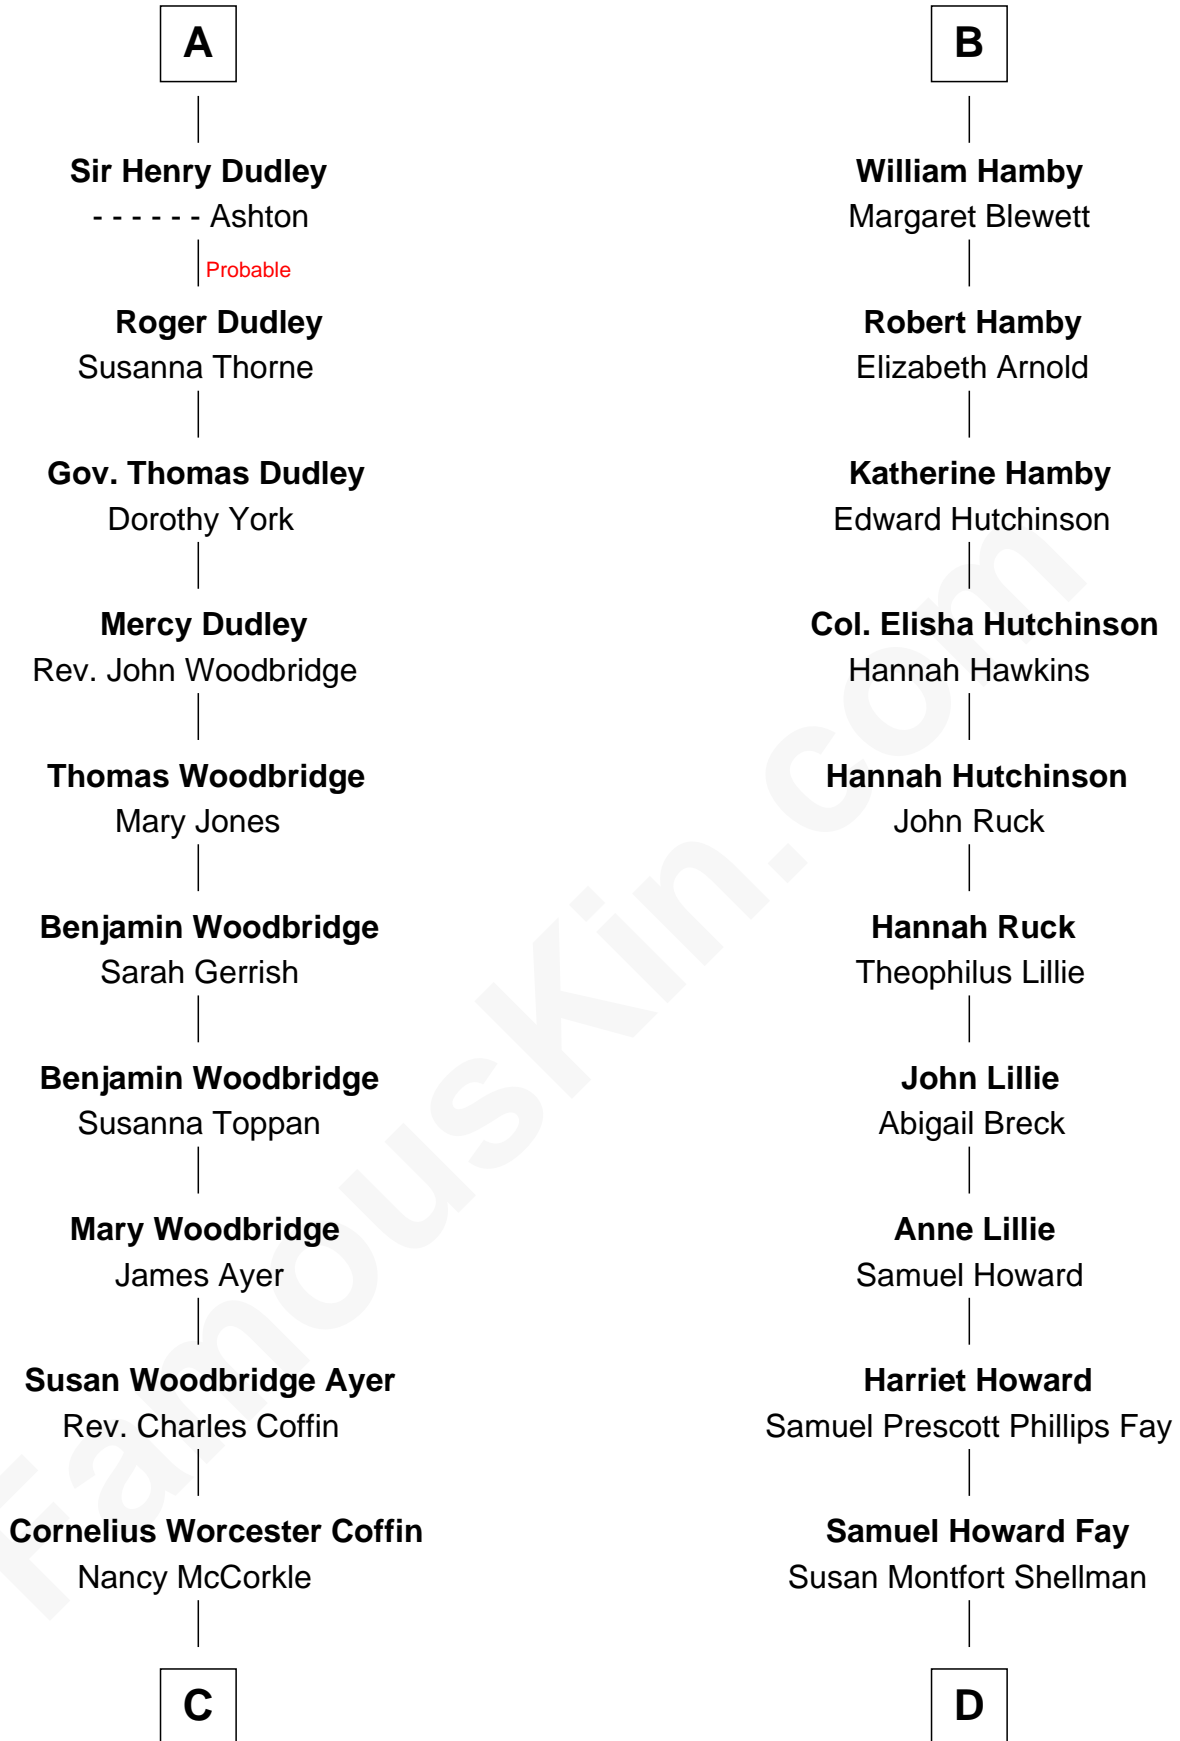 A
Sir Henry Dudley
- - - - - - Ashton
Probable
Roger Dudley
Susanna Thorne
Gov. Thomas Dudley
Dorothy York
Mercy Dudley
Rev. John Woodbridge
Thomas Woodbridge
Mary Jones
Benjamin Woodbridge
Sarah Gerrish
Benjamin Woodbridge
Susanna Toppan
Mary Woodbridge
James Ayer
Susan Woodbridge Ayer
Rev. Charles Coffin
Cornelius Worcester Coffin
Nancy McCorkle
C
B
William Hamby
Margaret Blewett
Robert Hamby
Elizabeth Arnold
Katherine Hamby
Edward Hutchinson
Col. Elisha Hutchinson
Hannah Hawkins
Hannah Hutchinson
John Ruck
Hannah Ruck
Theophilus Lillie
John Lillie
Abigail Breck
Anne Lillie
Samuel Howard
Harriet Howard
Samuel Prescott Phillips Fay
Samuel Howard Fay
Susan Montfort Shellman
D
FamousKin.com